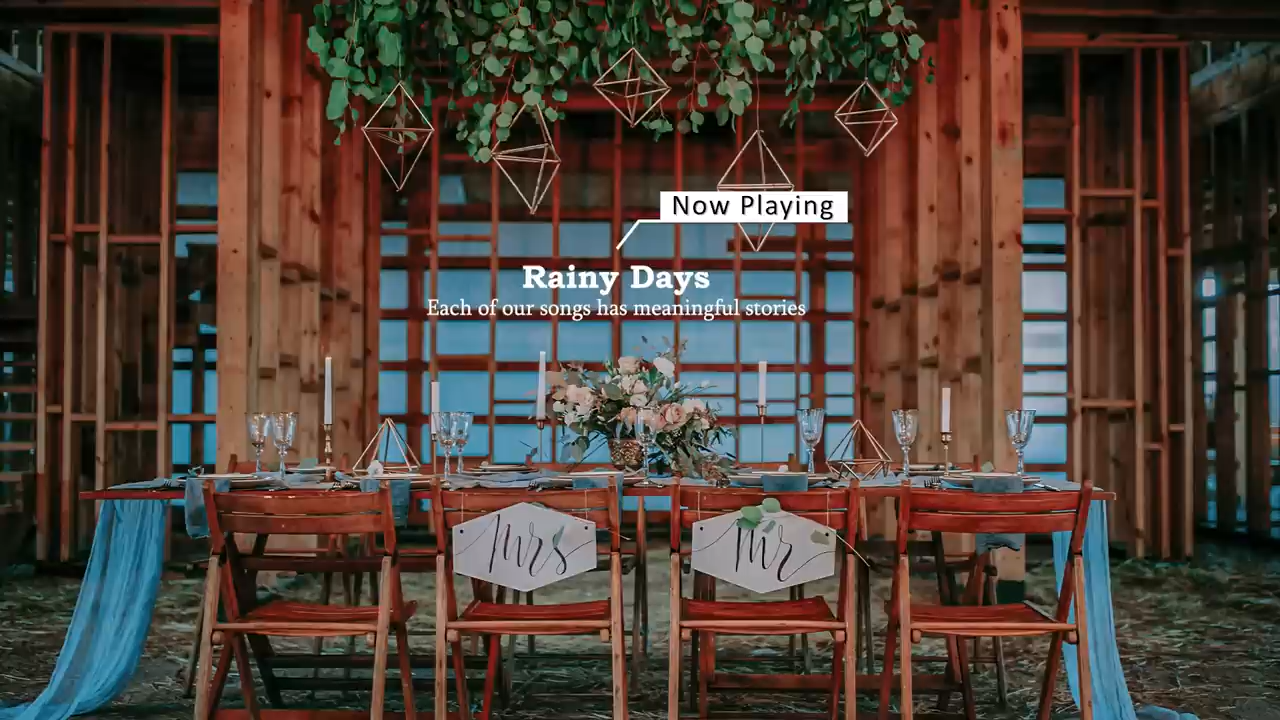 Now Playing
Rainy Days
Each of our songs has meaningful stories
Mrs
Mr